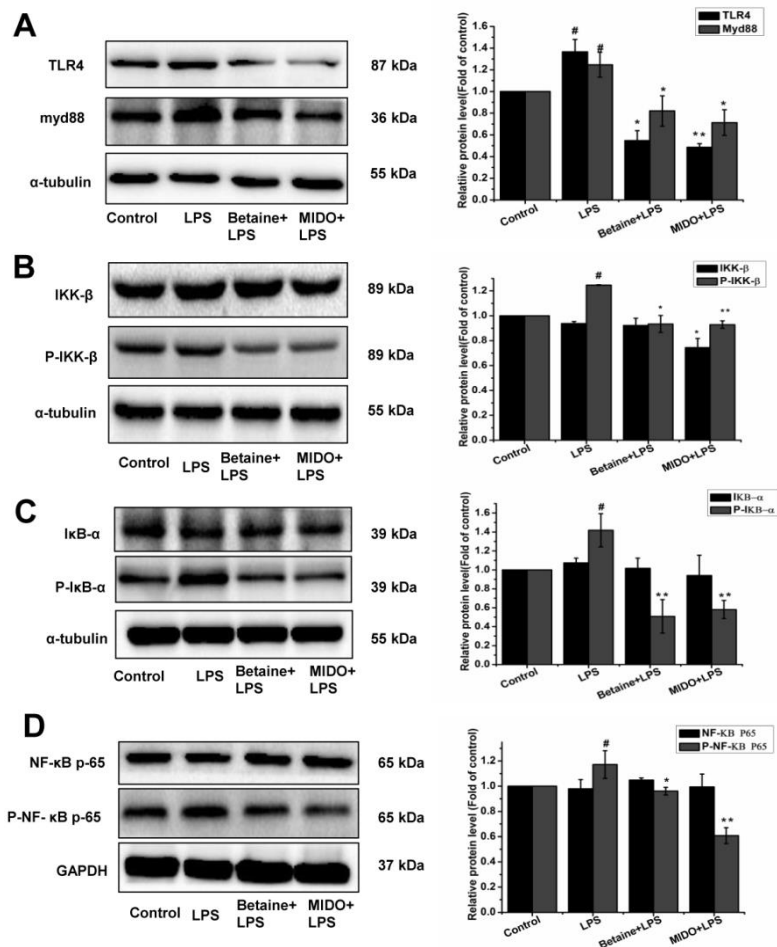 A
TLR4
87 kDa
myd88
36 kDa
α-tubulin
55 kDa
Control LPS Betaine+ MIDO+
LPS LPS
Relatiive protein level(Fold of control)
1.6
1.4
1.2
1.0
0.8
0.6
0.4
0.2
0.0
TLR4
Myd88
# #
* * ** *
Control LPS Betaine+LPS MIDO+LPS
B
IKK-β
89 kDa
P-IKK-β
89 kDa
α-tubulin
55 kDa
Control LPS Betaine+ MIDO+
LPS LPS
Relative protein level(Fold of control)
1.4
1.2
1.0
0.8
0.6
0.4
0.2
0.0
IKK-β
P-IKK-β
#
* * **
Control LPS Betaine+LPS MIDO+LPS
C
IκB-α
39 kDa
P-IκB-α
39 kDa
α-tubulin
55 kDa
Control LPS Betaine+ MIDO+
LPS LPS
Relative protein level(Fold of control)
1.6
1.4
1.2
1.0
0.8
0.6
0.4
0.2
0.0
IKB-α
P-IKB-α
#
** **
Control LPS Betaine+LPS MIDO+LPS
D
NF-κB p-65
65 kDa
P-NF- κB p-65
65 kDa
GAPDH
37 kDa
Control LPS Betaine+ MIDO+
LPS LPS
Relative protein level (Fold of control)
1.4
1.2
1.0
0.8
0.6
0.4
0.2
0.0
NF-KB P65
P-NF-KB P65
#
* **
Control LPS Betaine+LPS MIDO+LPS